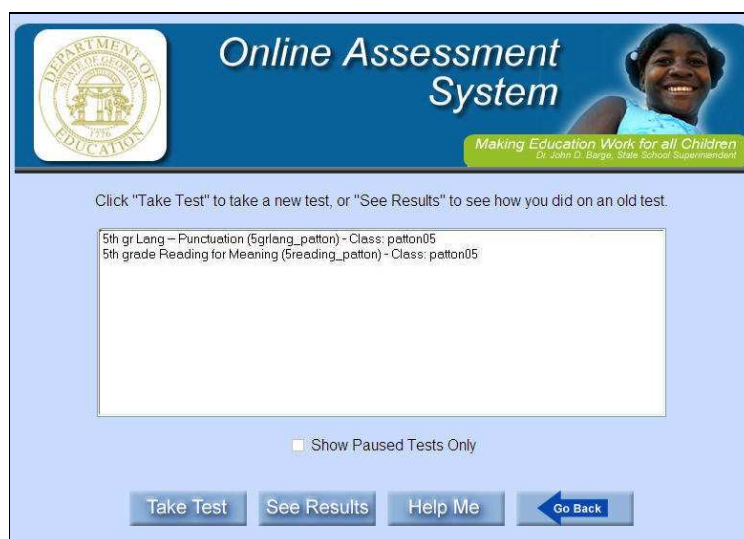 DEPARTMENT OF
STATE OF GEORGIA
1776
EDUCATION
Online Assessment
System
Making Education Work for all Children
Dr. John D. Barge, State School Superintendent
Click "Take Test" to take a new test, or "See Results" to see how you did on an old test.
5th gr Lang – Punctuation (5grlang_patton) - Class: patton05
5th grade Reading for Meaning (5reading_patton) - Class: patton05
Show Paused Tests Only
Take Test
See Results
Help Me
Go Back